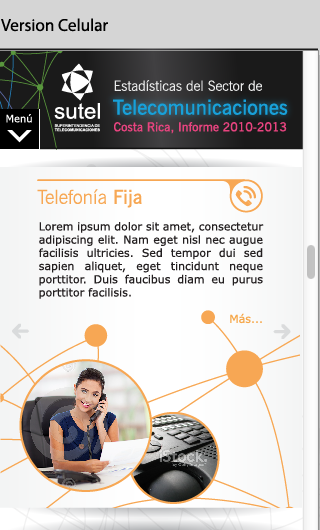 Version Celular
Menú
sutel
SUPERINTENDENCIA DE
TELECOMUNICACIONES
Estadísticas del Sector de
Telecomunicaciones
Costa Rica, Informe 2010-2013
Telefonía Fija
Lorem ipsum dolor sit amet, consectetur
adipiscing elit. Nam eget nisl nec augue
facilisis ultricies. Sed tempor dui sed
sapien aliquet, eget tincidunt neque
porttitor. Duis faucibus diam eu purus
porttitor facilisis.
Más...
iStock.